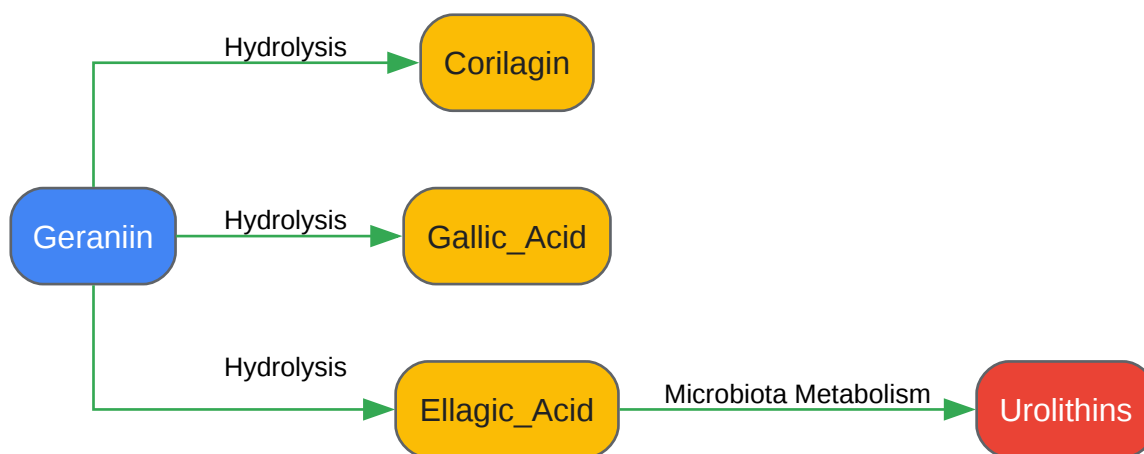 Hydrolysis
Corilagin
Geraniin
Hydrolysis
Gallic_Acid
Hydrolysis
Ellagic_Acid
Microbiota Metabolism
Urolithins